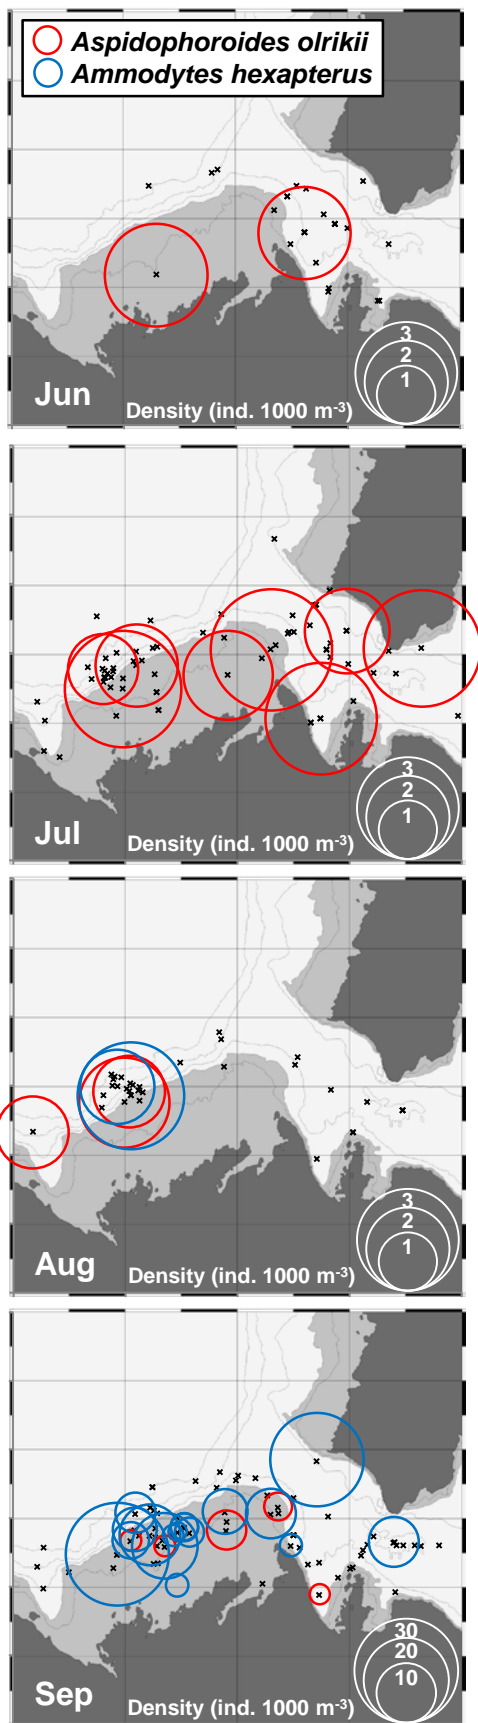 Aspidophoroides olrikii
Ammodytes hexapterus
3
2
1
Jun
Density (ind. 1000 m-3)
3
2
1
Jul
Density (ind. 1000 m-3)
3
2
1
Aug
Density (ind. 1000 m-3)
30
20
10
Sep
Density (ind. 1000 m-3)